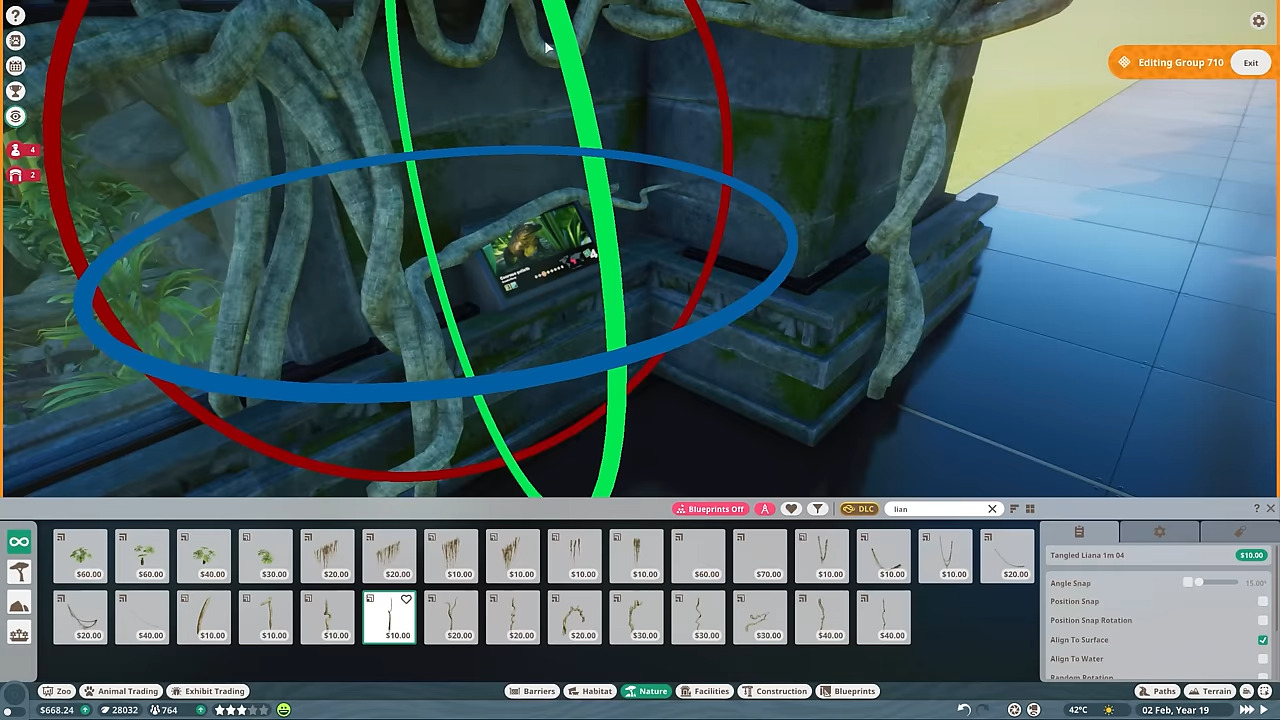 ?
Editing Group 710
Exit
4
2
Blueprints Off
DLC
lian
?
$60.00
$60.00
$40.00
$30.00
$20.00
$20.00
$10.00
$10.00
$10.00
$10.00
$60.00
$70.00
$10.00
$10.00
$10.00
$20.00
$20.00
$40.00
$10.00
$10.00
$10.00
$10.00
$20.00
$20.00
$20.00
$30.00
$30.00
$30.00
$40.00
$40.00
Tangled Liana 1m 04
$10.00
Angle Snap
15.00°
Position Snap
Position Snap Rotation
Align To Surface
Align To Water
Random Rotation
Zoo
Animal Trading
Exhibit Trading
Barriers
Habitat
Nature
Facilities
Construction
Blueprints
Paths
Terrain
$668.24
28032
764
42°C
02 Feb, Year 19